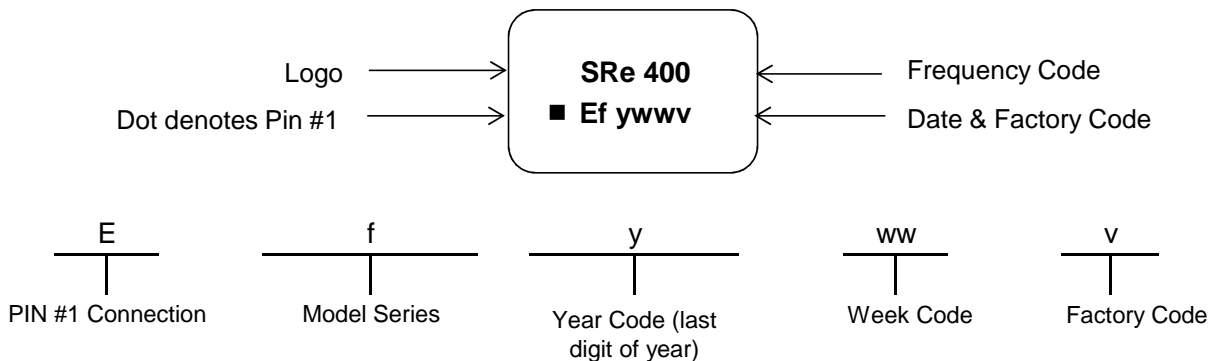 SRe 400
Logo
Frequency Code
Dot denotes Pin #1
Ef ywwv
Date & Factory Code
E
f
y
ww
v
PIN #1 Connection
Model Series
Year Code (last
digit of year)
Week Code
Factory Code